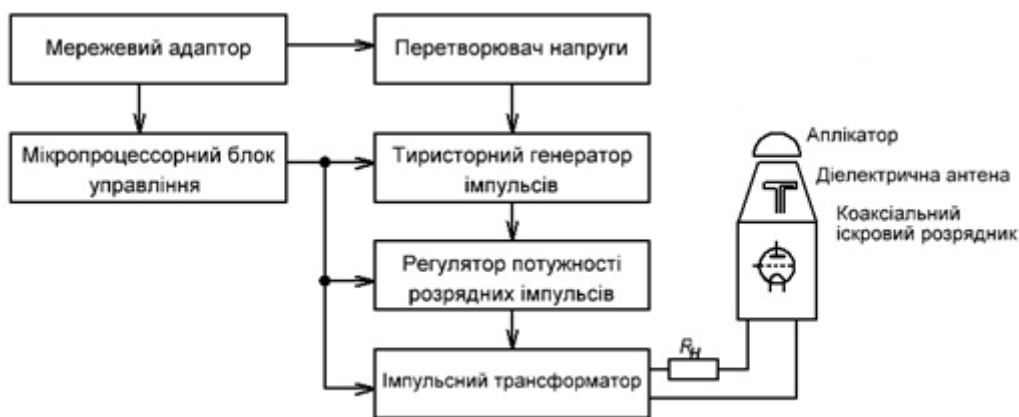 Мережевий адаптор
Перетворювач напруги
Мікропроцессорний блок
управління
Тиристорний генератор
імпульсів
Регулятор потужності
розрядних імпульсів
Імпульсний трансформатор
R_H
Аплікатор
Діелектрична антена
Коаксіальний
іскровий розрядник